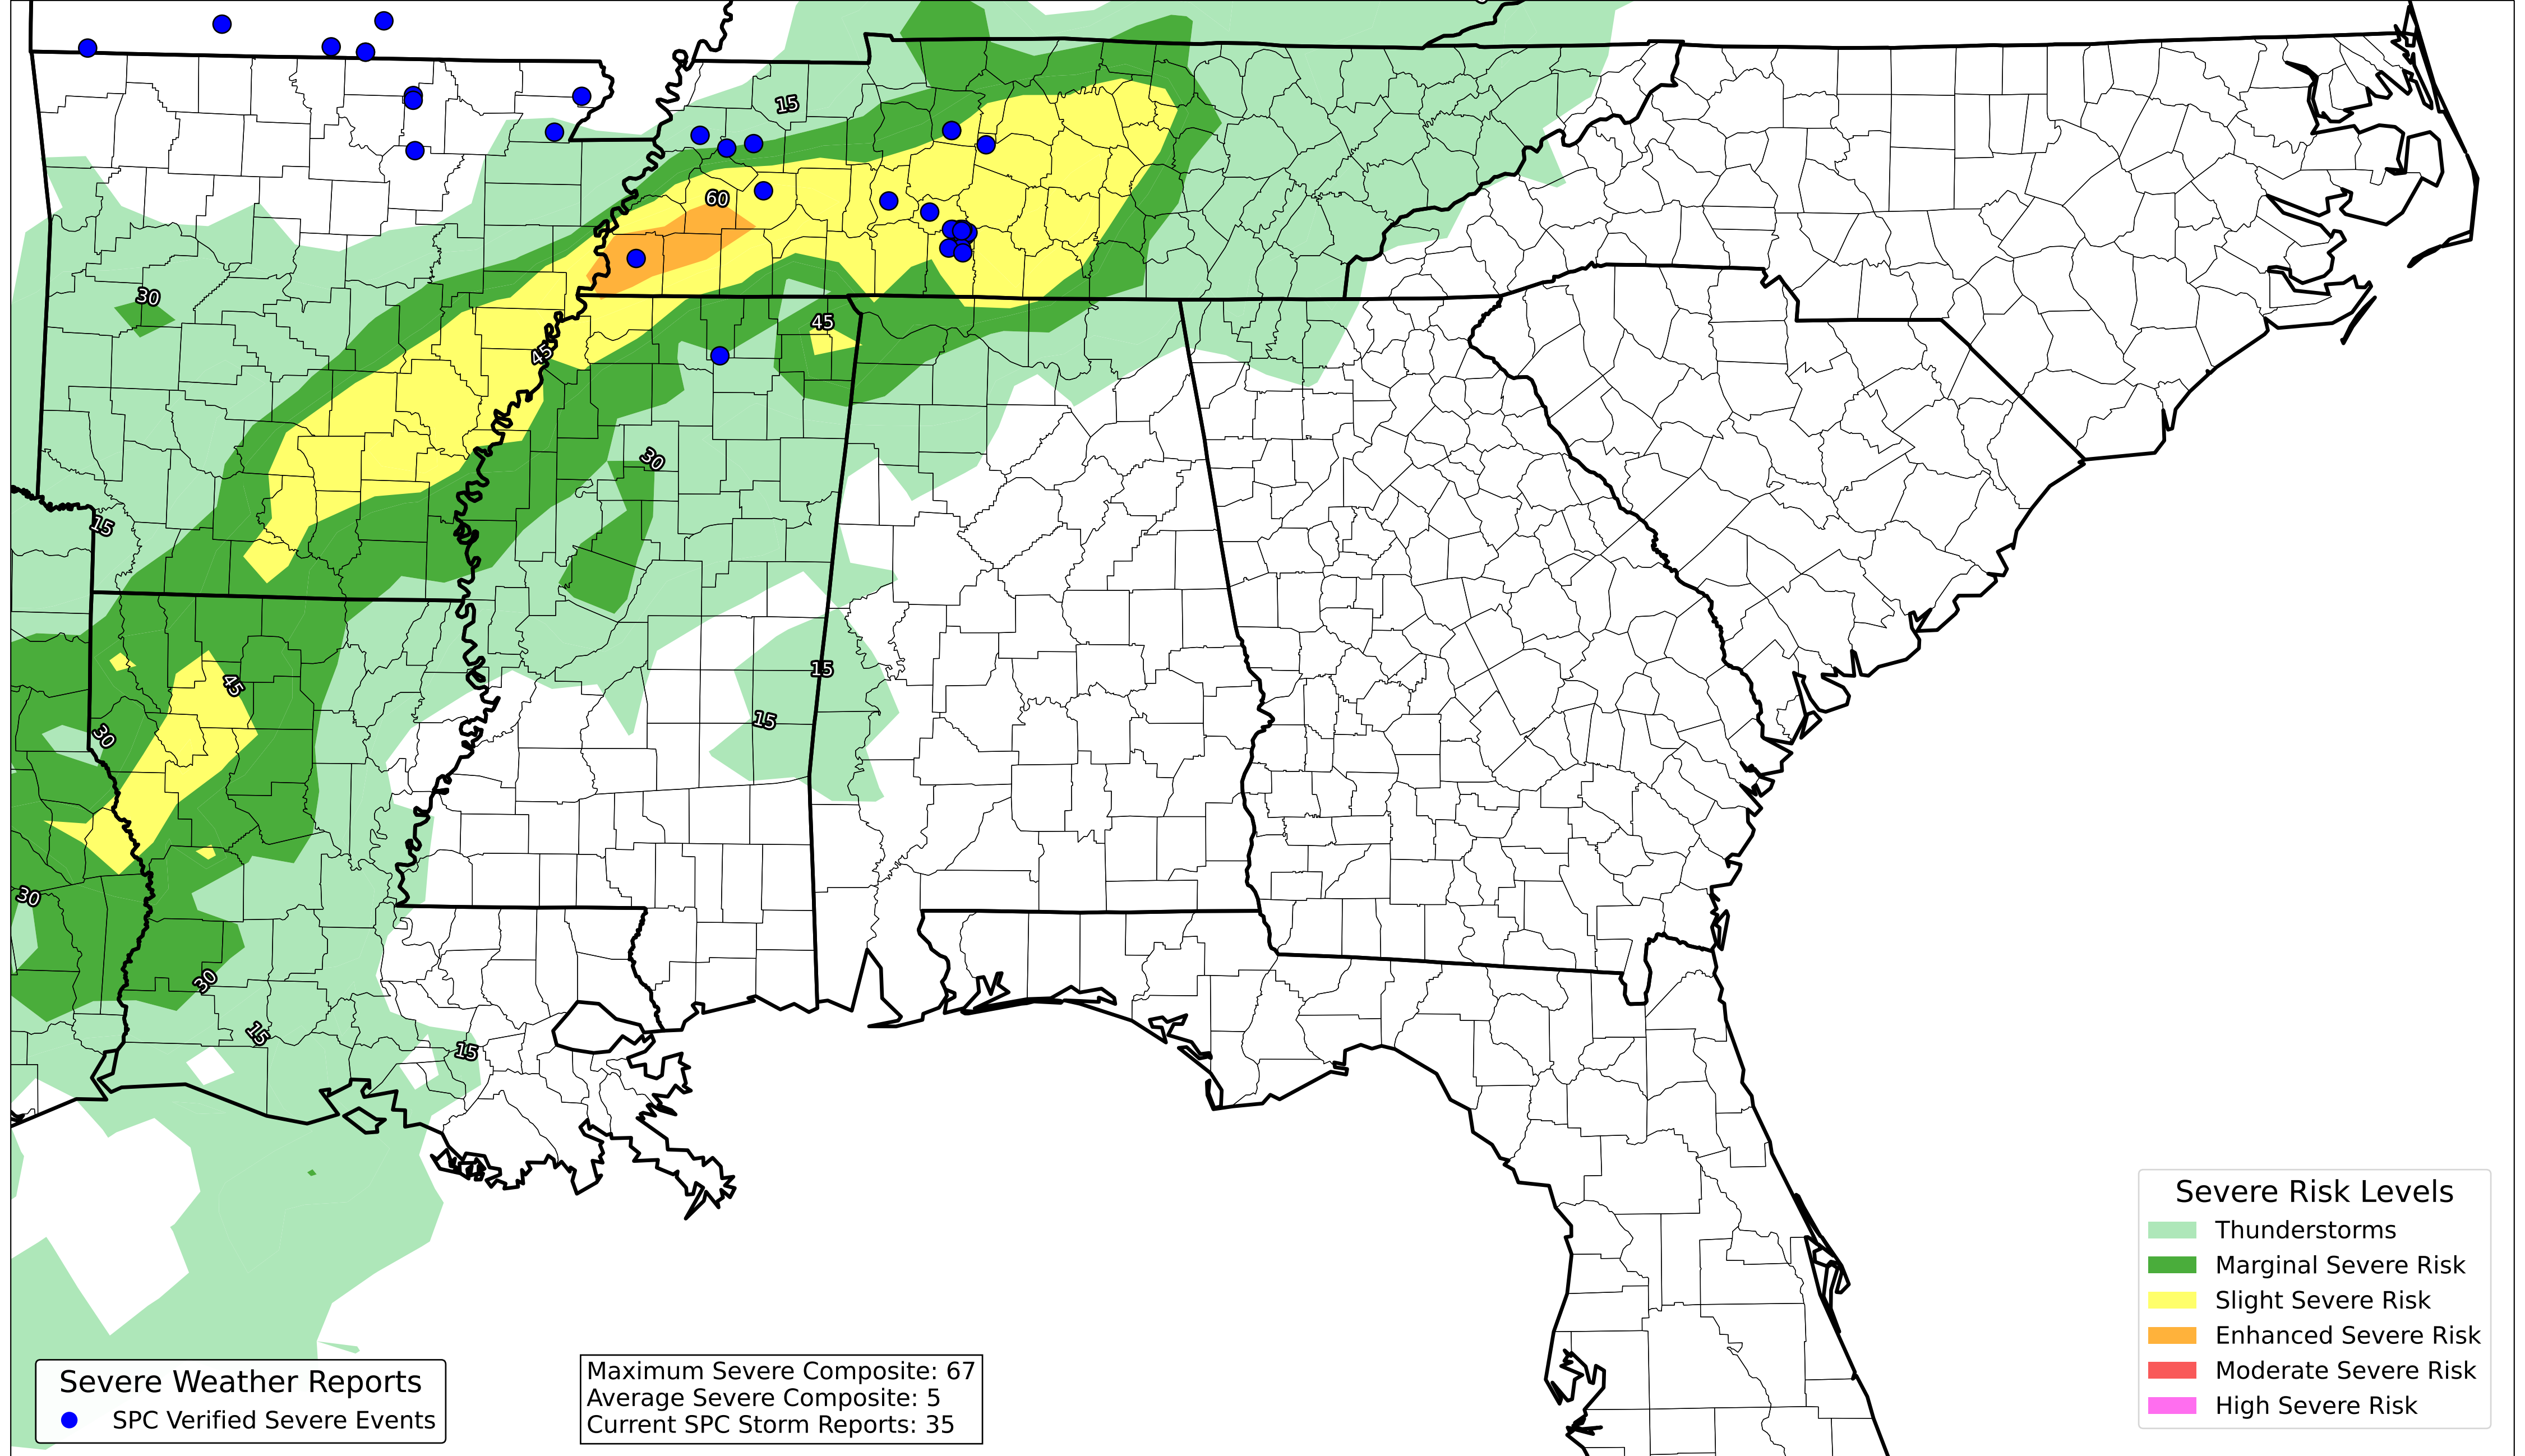 15
60
30
45
45
30
15
15
45
15
30
30
30
15
15
Severe Risk Levels
Thunderstorms
Marginal Severe Risk
Slight Severe Risk
Enhanced Severe Risk
Moderate Severe Risk
High Severe Risk
Severe Weather Reports
SPC Verified Severe Events
Maximum Severe Composite: 67
Average Severe Composite: 5
Current SPC Storm Reports: 35